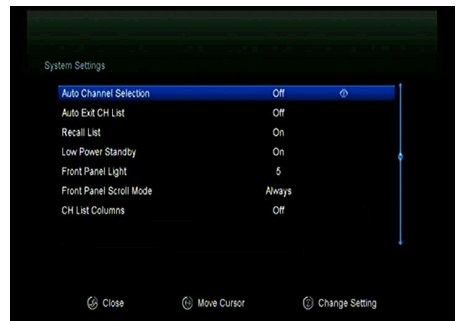 System Settings
Auto Channel Selection Off
Auto Exit CH List Off
Recall List On
Low Power Standby On
Front Panel Light 5
Front Panel Scroll Mode Always
CH List Columns Off
Close Move Cursor Change Setting